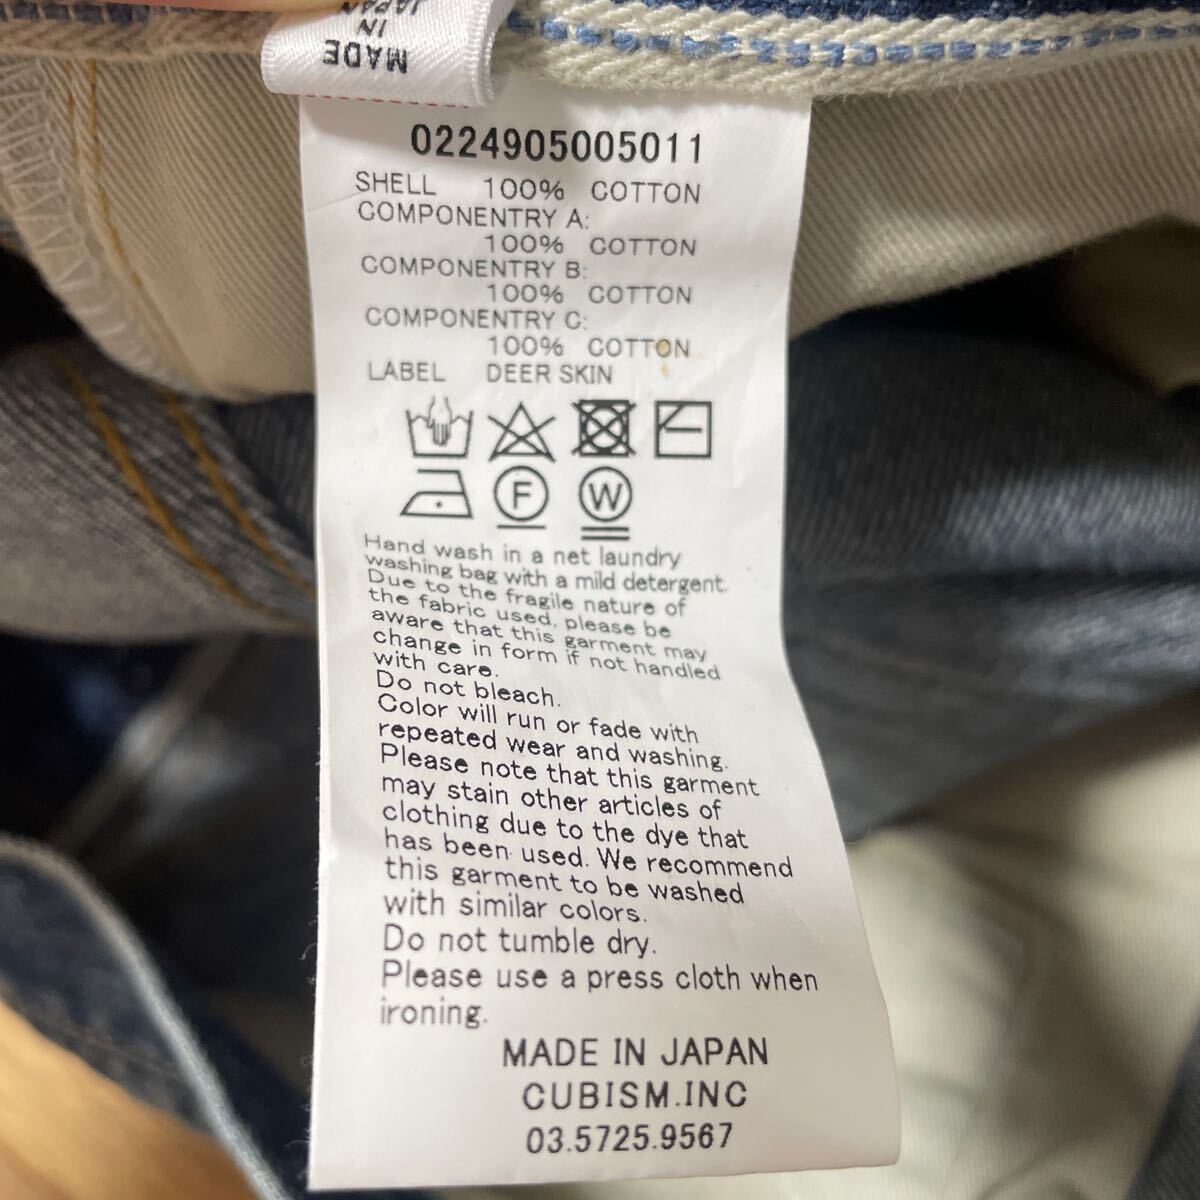 MADE
IN
JAPAN
0224905005011
SHELL 100% COTTON
COMPONENTRY A:
100% COTTON
COMPONENTRY B:
100% COTTON
COMPONENTRY C:
100% COTTON
LABEL DEER SKIN
F W
Hand wash in a net laundry
washing bag with a mild detergent.
Due to the fragile nature of
the fabric used, please be
aware that this garment may
change in form if not handled
with care.
Do not bleach.
Color will run or fade with
repeated wear and washing.
Please note that this garment
may stain other articles of
clothing due to the dye that
has been used. We recommend
this garment to be washed
with similar colors.
Do not tumble dry.
Please use a press cloth when
ironing.
MADE IN JAPAN
CUBISM.INC
03.5725.9567